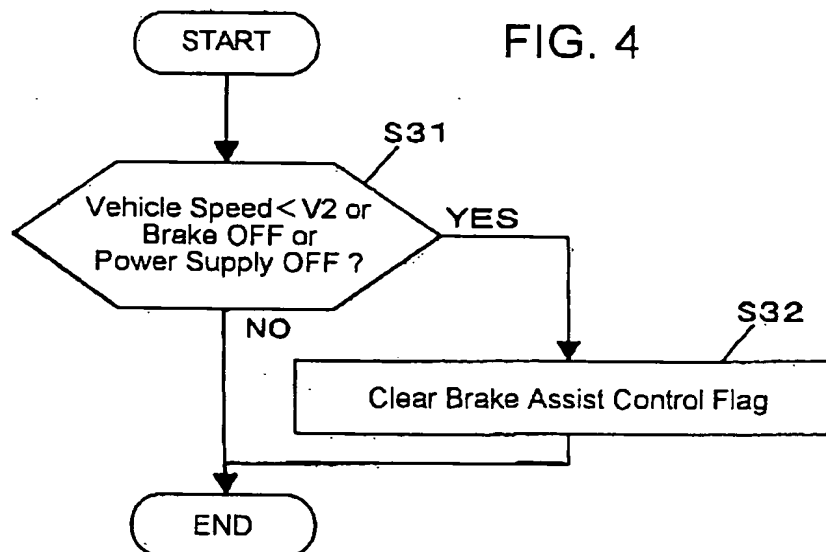 START
FIG. 4
S31
Vehicle Speed < V2 or
Brake OFF or
Power Supply OFF ?
YES
NO
S32
Clear Brake Assist Control Flag
END